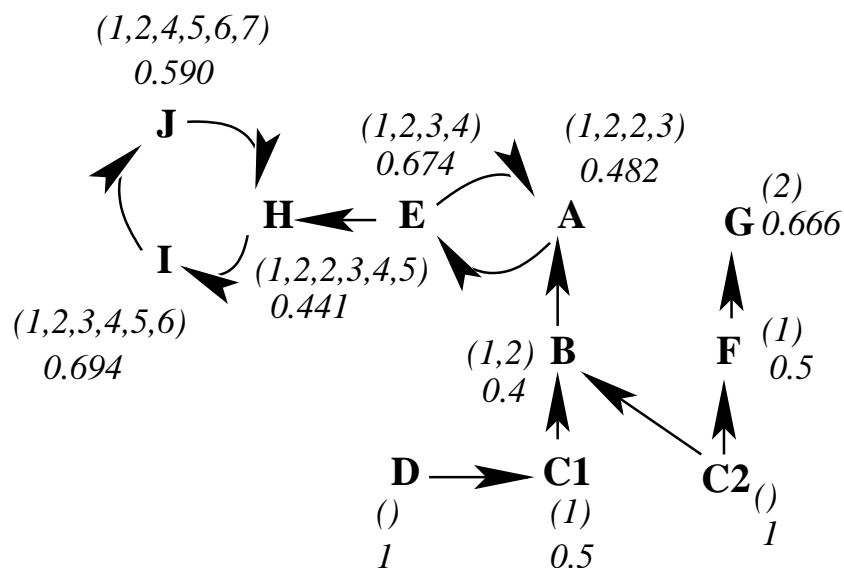 (1,2,4,5,6,7)
0.590
J
(1,2,3,4)
0.674
(1,2,2,3)
0.482
H
E
A
(2)
G 0.666
I
(1,2,2,3,4,5)
0.441
(1,2,3,4,5,6)
0.694
(1,2) B
0.4
F (1)
0.5
D
()
1
C1
(1)
0.5
C2 ()
1